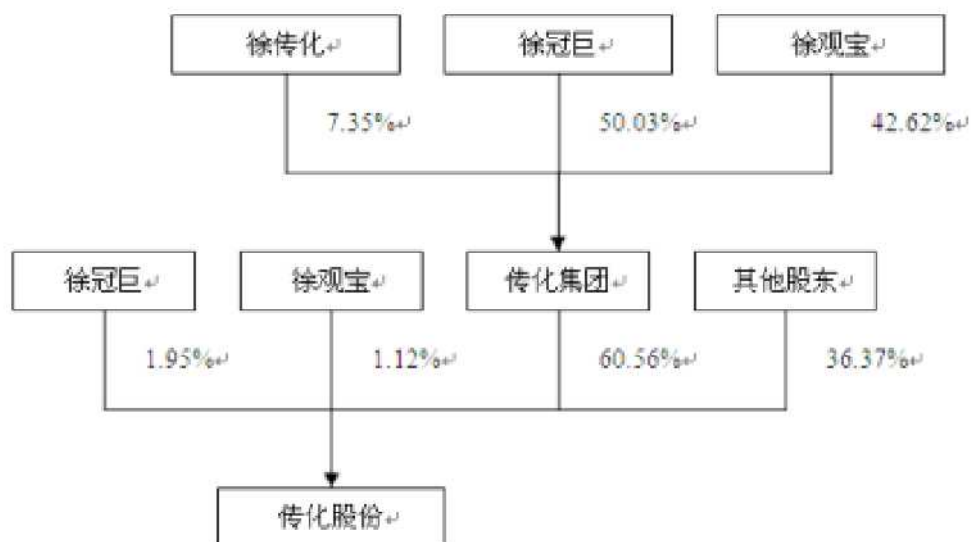 徐传化↵
徐冠巨↵
徐观宝↵
7.35%↵
50.03%↵
42.62%↵
徐冠巨↵
徐观宝↵
传化集团↵
其他股东↵
1.95%↵
1.12%↵
60.56%↵
36.37%↵
传化股份↵